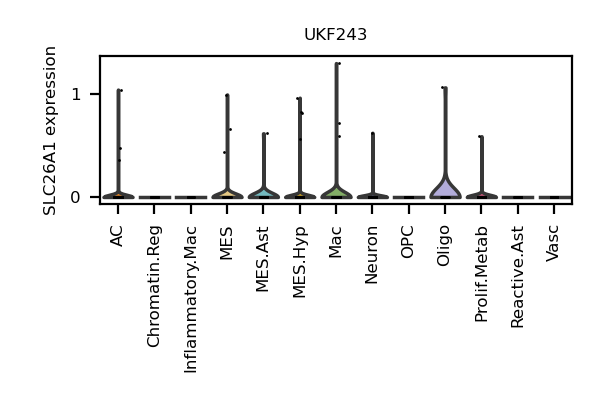 UKF243
SLC26A1 expression
1
0
AC
Chromatin.Reg
Inflammatory.Mac
MES
MES.Ast
MES.Hyp
Mac
Neuron
OPC
Oligo
Prolif.Metab
Reactive.Ast
Vasc